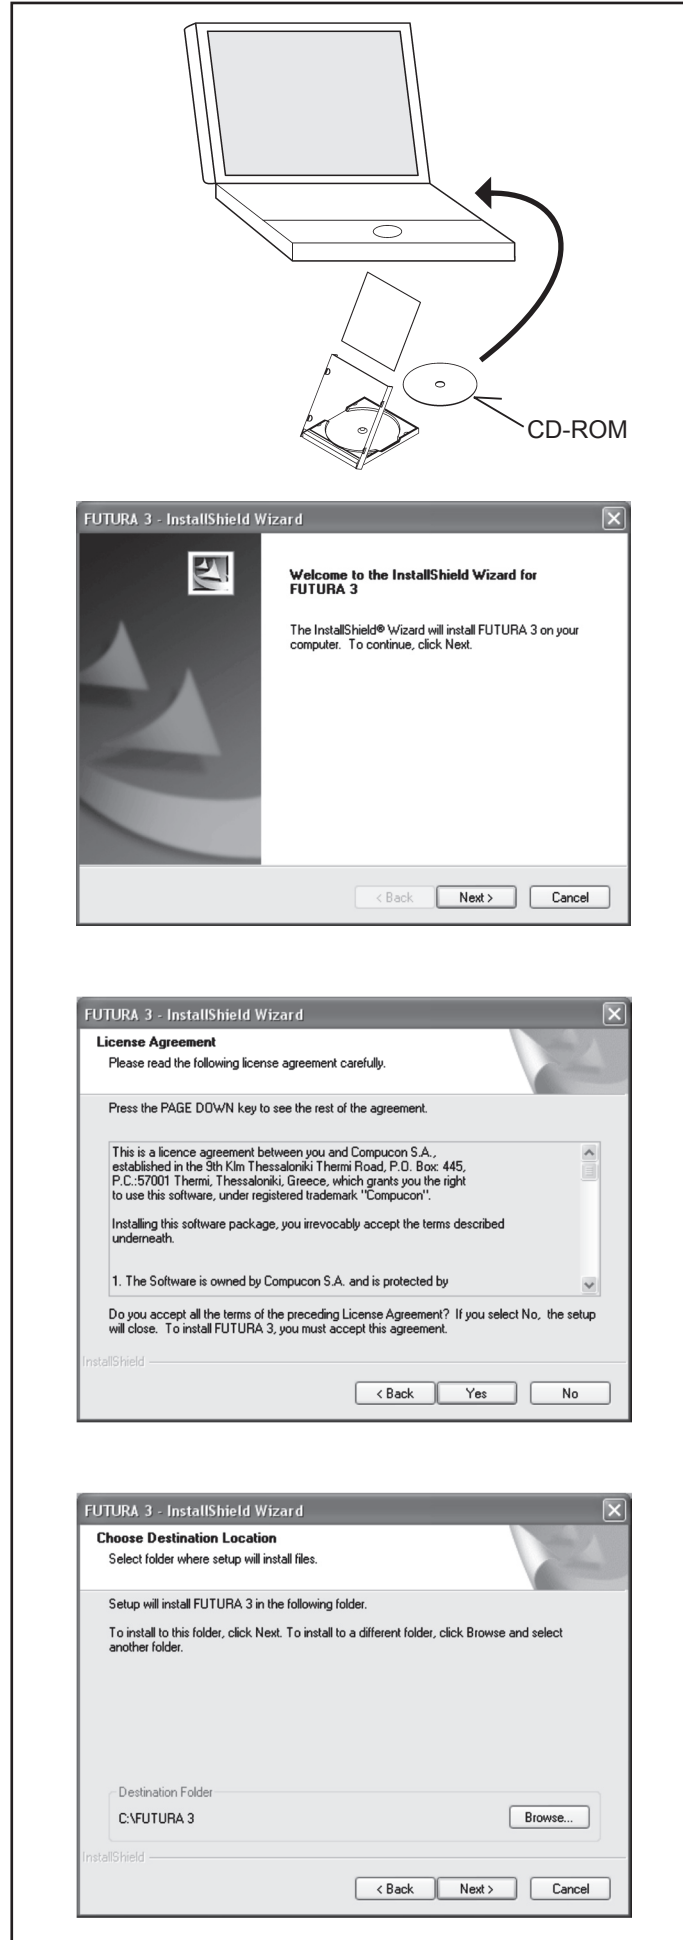 CD-ROM
FUTURA 3 - InstallShield Wizard
Welcome to the InstallShield Wizard for
FUTURA 3
The InstallShield® Wizard will install FUTURA 3 on your
computer. To continue, click Next.
< Back Next > Cancel
FUTURA 3 - InstallShield Wizard
License Agreement
Please read the following license agreement carefully.
Press the PAGE DOWN key to see the rest of the agreement.
This is a licence agreement between you and Compucon S.A.,
established in the 9th Klm Thessaloniki Thermi Road, P.O. Box: 445,
P.C.:57001 Thermi, Thessaloniki, Greece, which grants you the right
to use this software, under registered trademark "Compucon".
Installing this software package, you irrevocably accept the terms described
underneath.
1. The Software is owned by Compucon S.A. and is protected by
Do you accept all the terms of the preceding License Agreement? If you select No, the setup
will close. To install FUTURA 3, you must accept this agreement.
InstallShield
< Back Yes No
FUTURA 3 - InstallShield Wizard
Choose Destination Location
Select folder where setup will install files.
Setup will install FUTURA 3 in the following folder.
To install to this folder, click Next. To install to a different folder, click Browse and select
another folder.
Destination Folder
C:\FUTURA 3 Browse...
InstallShield
< Back Next > Cancel